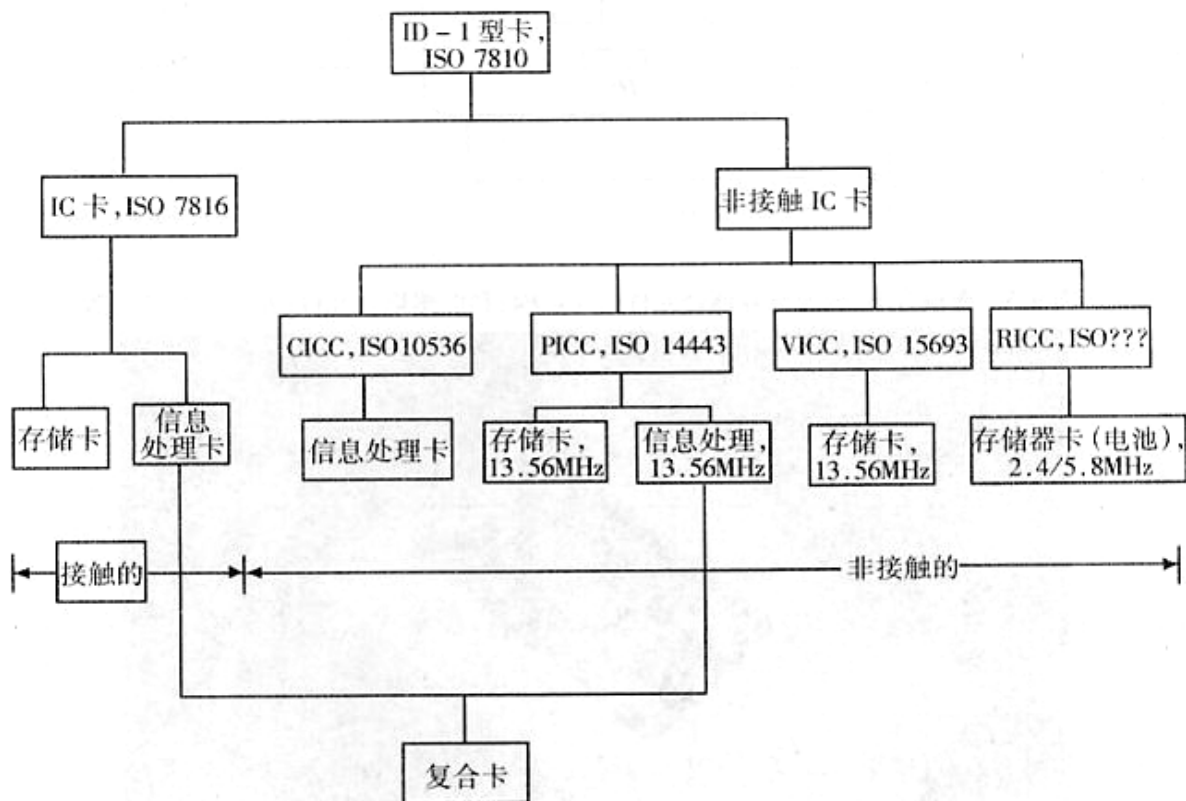 ID-1型卡,
ISO 7810
IC 卡,ISO 7816
非接触 IC 卡
CICC,ISO10536
PICC,ISO 14443
VICC,ISO 15693
RICC,ISO???
存储卡
信息
处理卡
信息处理卡
存储卡,
13.56MHz
信息处理,
13.56MHz
存储卡,
13.56MHz
存储器卡(电池),
2.4/5.8MHz
接触的
非接触的
复合卡